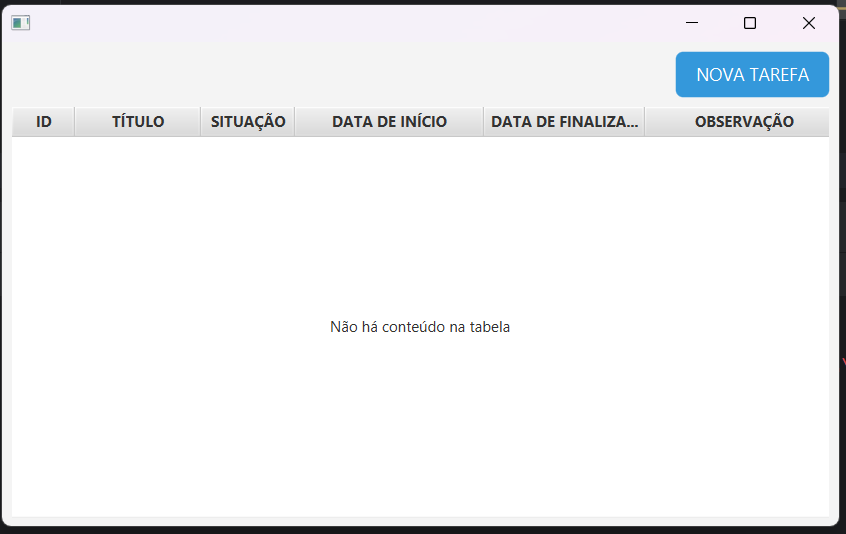 NOVA TAREFA
ID TÍTULO SITUAÇÃO DATA DE INÍCIO DATA DE FINALIZA... OBSERVAÇÃO
Não há conteúdo na tabela